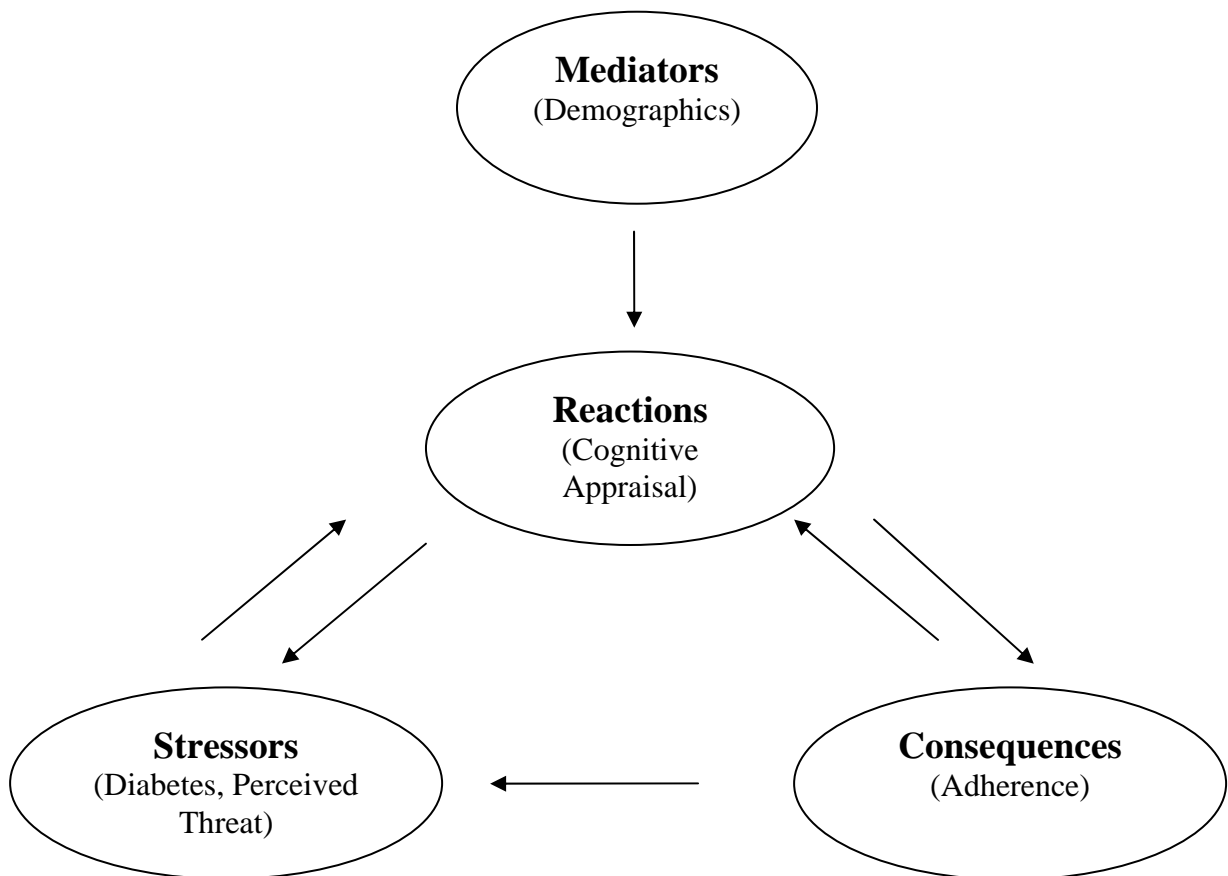 Mediators
(Demographics)
Reactions
(Cognitive
Appraisal)
Stressors
(Diabetes, Perceived
Threat)
Consequences
(Adherence)